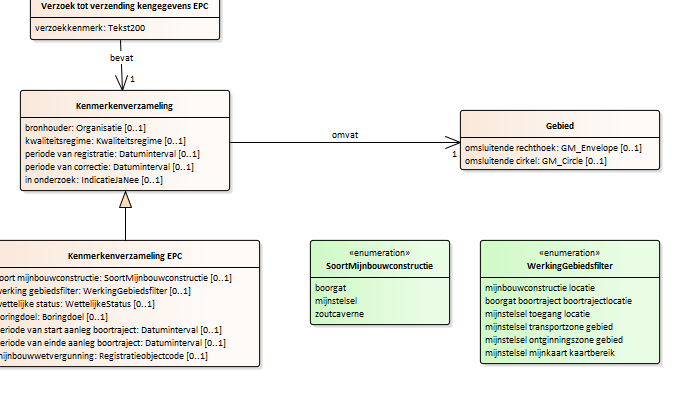 Verzoek tot verzending kengegevens EPC
verzoekkenmerk: Tekst200
bevat
1
Kenmerkenverzameling
bronhouder: Organisatie [0..1]
kwaliteitsregime: Kwaliteitsregime [0..1]
periode van registratie: Datuminterval [0..1]
periode van correctie: Datuminterval [0..1]
in onderzoek: IndicatieJaNee [0..1]
omvat
1
Gebied
omsluitende rechthoek: GM_Envelope [0..1]
omsluitende cirkel: GM_Circle [0..1]
Kenmerkenverzameling EPC
oort mijnbouwconstructie: SoortMijnbouwconstructie [0..1]
erking gebiedsfilter: WerkingGebiedsfilter [0..1]
ettelijke status: WettelijkeStatus [0..1]
oringdoel: Boringdoel [0..1]
eriode van start aanleg boortraject: Datuminterval [0..1]
eriode van einde aanleg boortraject: Datuminterval [0..1]
ijnbouwwetvergunning: Registratieobjectcode [0..1]
«enumeration»
SoortMijnbouwconstructie
boorgat
mijnstelsel
zoutcaverne
«enumeration»
WerkingGebiedsfilter
mijnbouwconstructie locatie
boorgat boortraject boortrajectlocatie
mijnstelsel toegang locatie
mijnstelsel transportzone gebied
mijnstelsel ontginningszone gebied
mijnstelsel mijnkaart kaartbereik